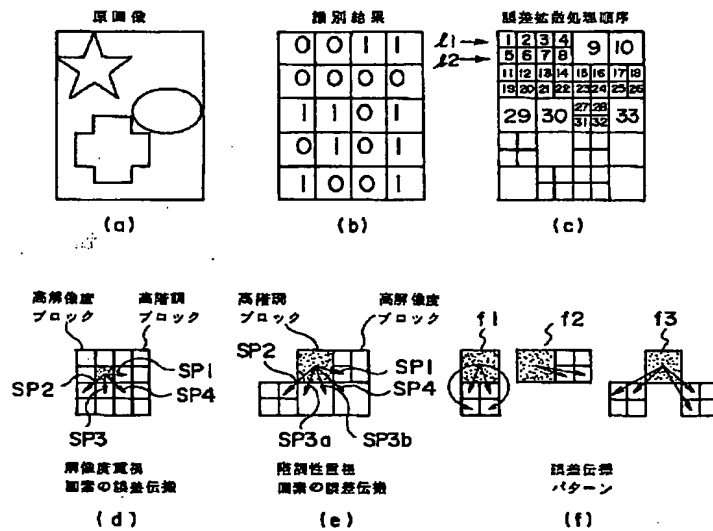 原画像
識別結果
誤差拡散処理順序
0 0 1 1
0 0 0 0
1 1 0 1
0 1 0 1
1 0 0 1
ℓ1
ℓ2
1 2 3 4 9 10
5 6 7 8
11 12 13 14 15 16 17 18
19 20 21 22 23 24 25 26
29 30 27 28 33
31 32
(a)
(b)
(c)
高解像度
ブロック
高階調
ブロック
SP1
SP2
SP4
SP3
解像度重視
画素の誤差伝搬
(d)
高階調
ブロック
高解像度
ブロック
SP2
SP1
SP4
SP3a
SP3b
階調性重視
画素の誤差伝搬
(e)
f1
f2
f3
誤差伝搬
パターン
(f)